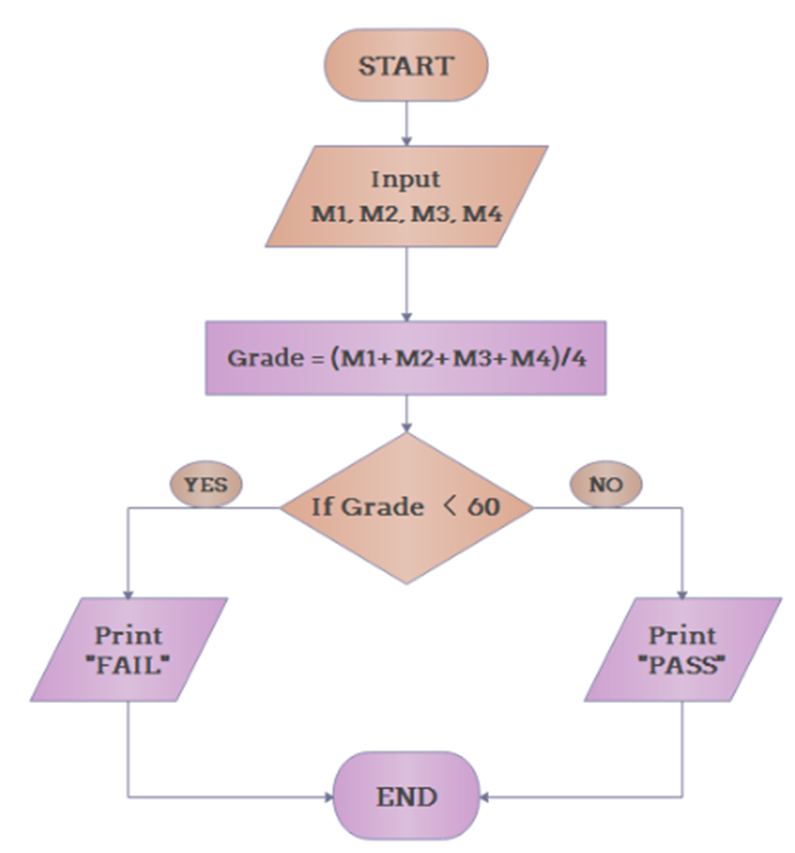 START
Input
M1, M2, M3, M4
Grade = (M1+M2+M3+M4)/4
YES
NO
If Grade < 60
Print
"FAIL"
Print
"PASS"
END